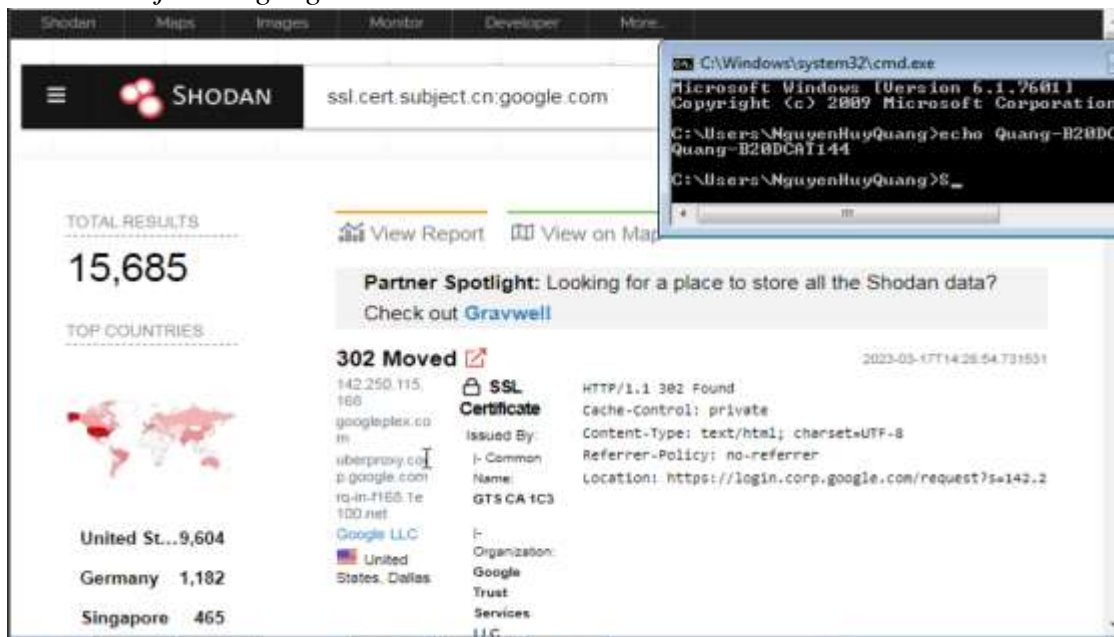 Shodan Maps Images Monitor Developer More...
SHODAN
ssl.cert.subject.cn:google.com
C:\Windows\system32\cmd.exe
Microsoft Windows [Version 6.1.7601]
Copyright (c) 2009 Microsoft Corporation
C:\Users\NguyenHuyQuang>echo Quang-B20DC
Quang-B20DCAT144
C:\Users\NguyenHuyQuang>S_
TOTAL RESULTS
15,685
TOP COUNTRIES
United St...9,604
Germany 1,182
Singapore 465
View Report
View on Map
Partner Spotlight: Looking for a place to store all the Shodan data?
Check out Gravwell
302 Moved
2023-03-17T14:26:54.731531
142.250.115.
googleplex.co
m
uberproxy.co
p.google.com
rq-in-f166.1e
100.net
Google LLC
United
States, Dallas
SSL
Certificate
Issued By:
|- Common
Name:
GTS CA 1C3
|-
Organization:
Google
Trust
Services
LLC
HTTP/1.1 302 Found
Cache-Control: private
Content-Type: text/html; charset=UTF-8
Referrer-Policy: no-referrer
Location: https://login.corp.google.com/request?s=142.2